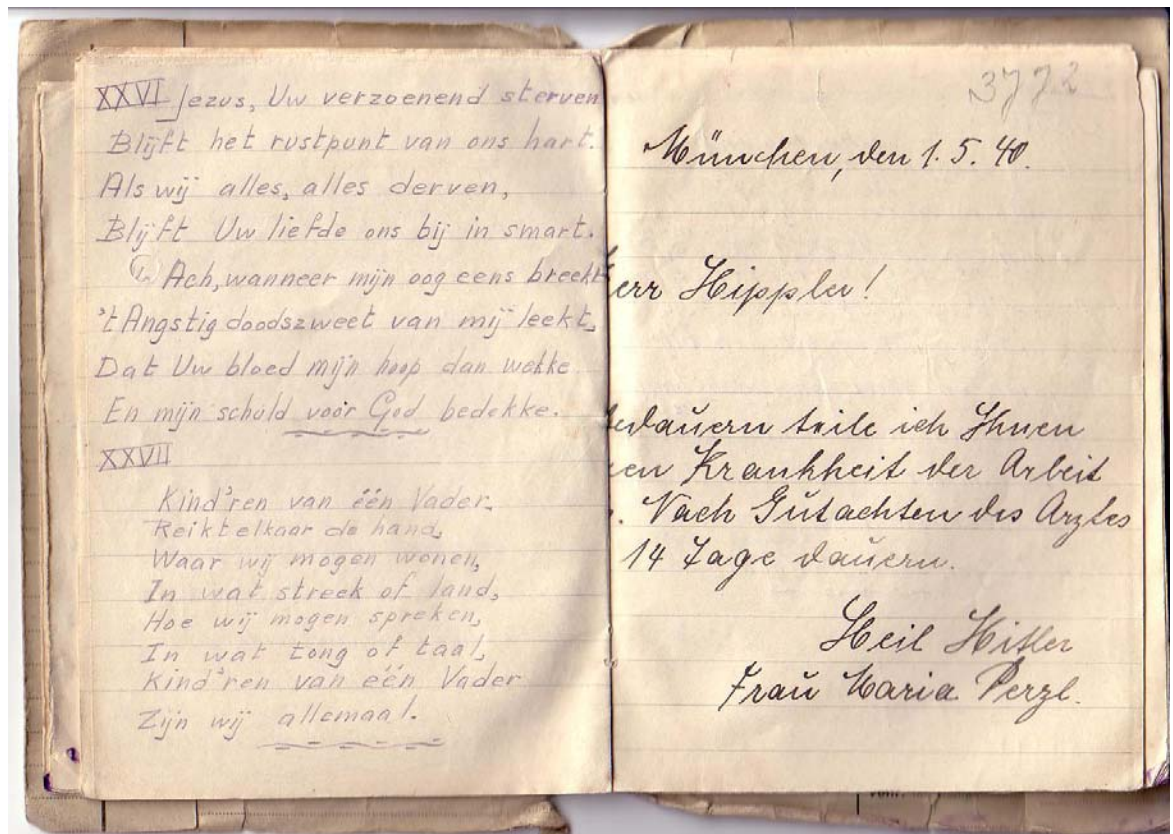 XXVI Jezus, Uw verzoenend sterven
Blijft het rustpunt van ons hart.
Als wij alles, alles derven,
Blijft Uw liefde ons bij in smart.
Ach, wanneer mijn oog eens breekt
't Angstig doodszweet van mij leekt,
Dat Uw bloed mijn hoop dan wekke
En mijn schuld voor God bedekke.
XXVII
Kind'ren van één Vader.
Reikt elkaar de hand,
Waar wij mogen wonen,
In wat streek of land,
Hoe wij mogen spreken,
In wat tong of taal,
Kind'ren van één Vader
Zijn wij allemaal.
3772
München, den 1. 5. 40.
err Hippler!
edauern teile ich Ihnen
en Krankheit der Arbeit
. Nach Gutachten des Arztes
14 Tage dauern.
Heil Hitler
Frau Maria Perzl.